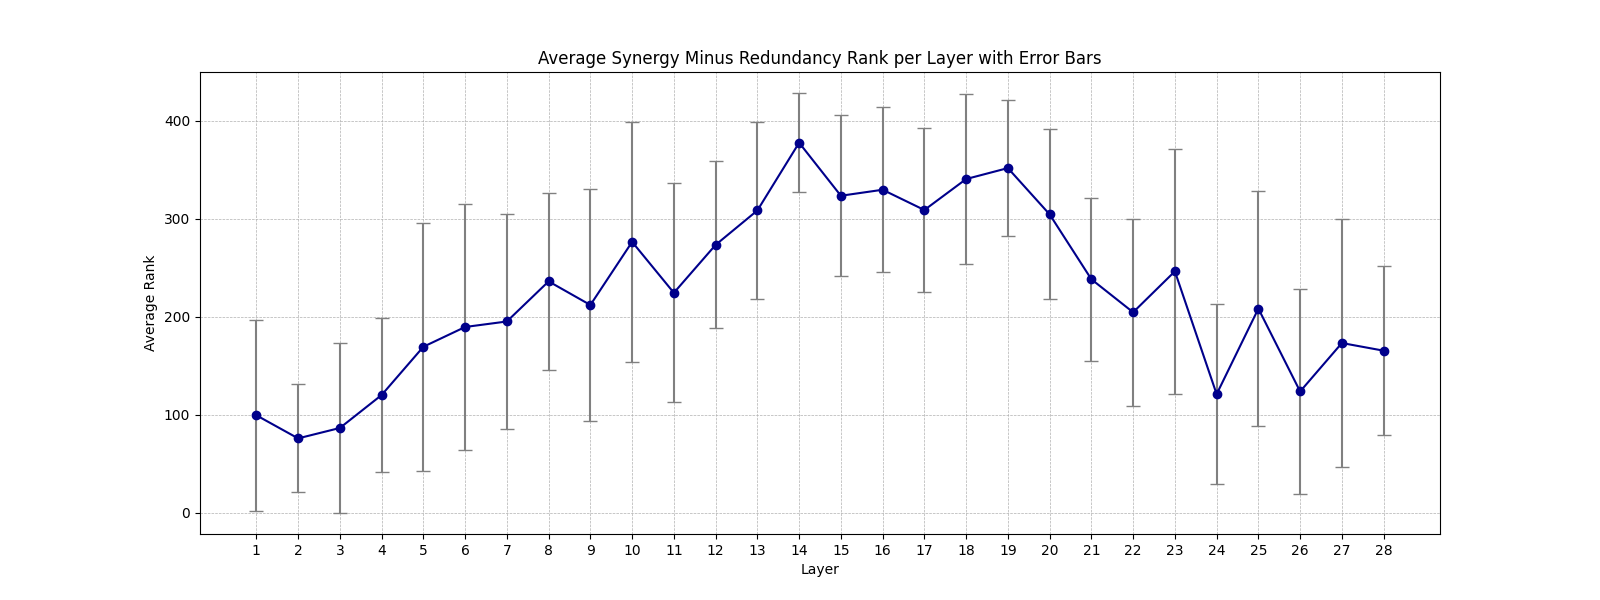 Average Synergy Minus Redundancy Rank per Layer with Error Bars
Average Rank
400
300
200
100
0
1 2 3 4 5 6 7 8 9 10 11 12 13 14 15 16 17 18 19 20 21 22 23 24 25 26 27 28
Layer